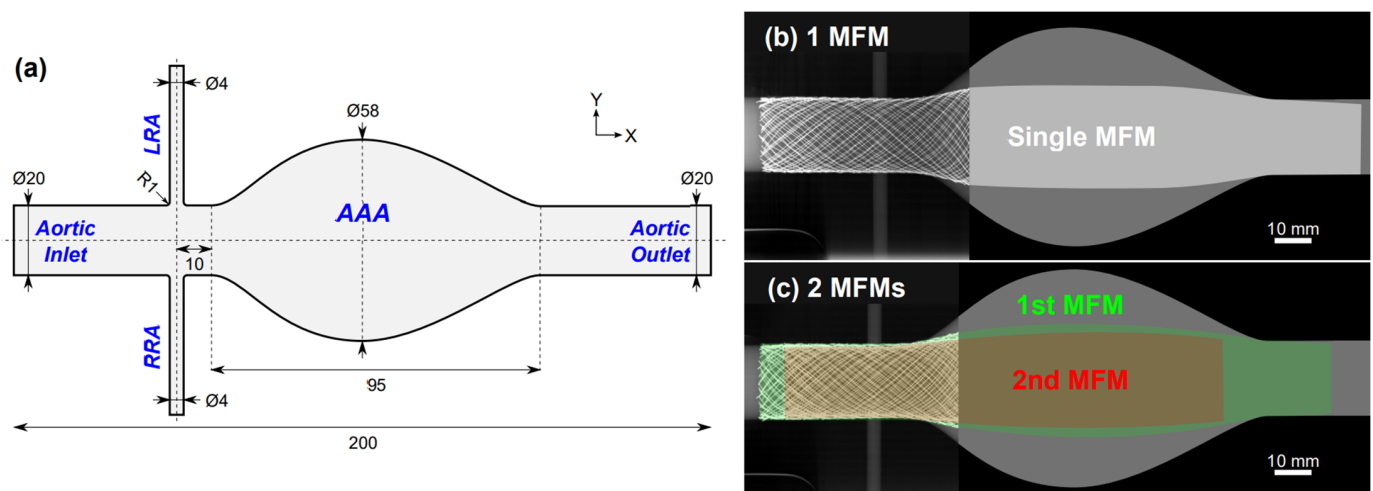 (a)
Ø4
LRA
Ø58
Y
X
R1
Ø20
Ø20
Aortic
Inlet
AAA
Aortic
Outlet
10
RRA
95
Ø4
200
(b) 1 MFM
Single MFM
10 mm
(c) 2 MFMs
1st MFM
2nd MFM
10 mm